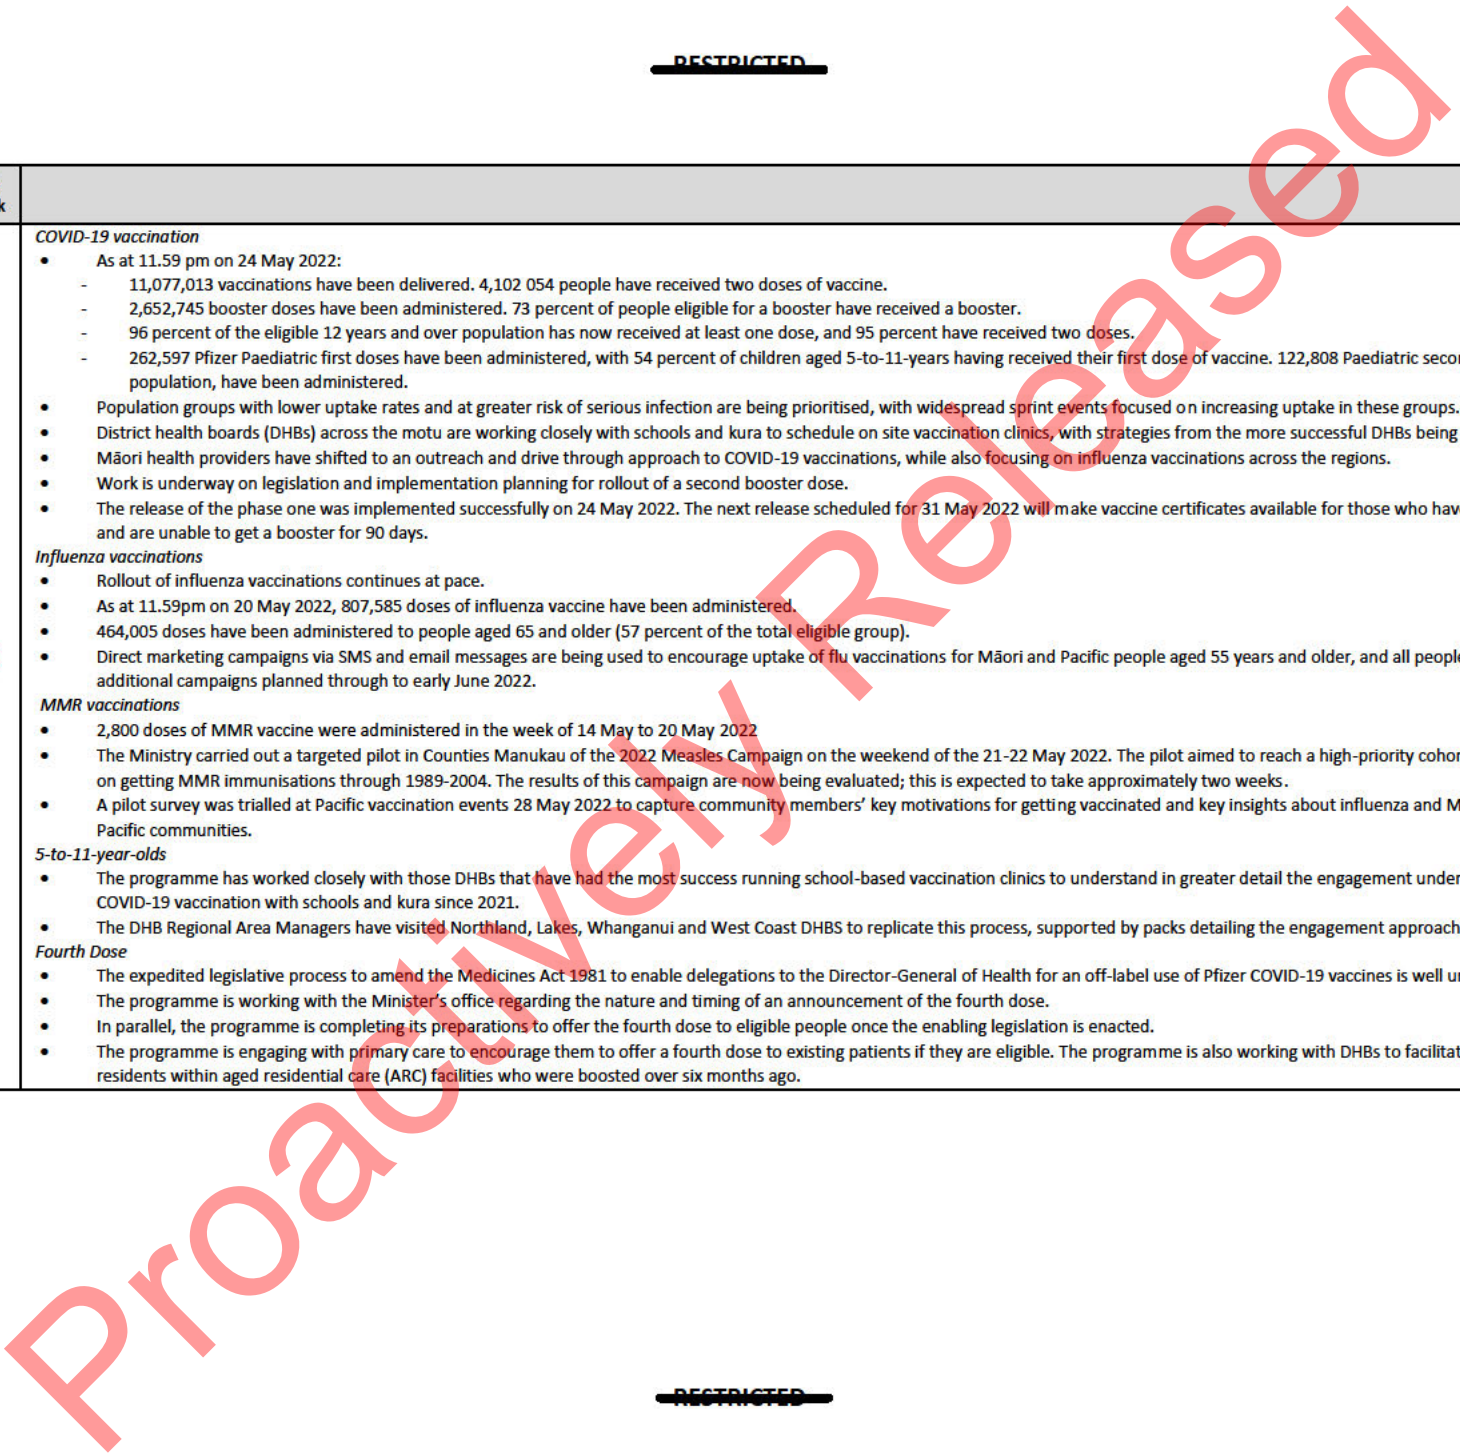 RESTRICTED
k
COVID-19 vaccination
• As at 11.59 pm on 24 May 2022:
- 11,077,013 vaccinations have been delivered. 4,102 054 people have received two doses of vaccine.
- 2,652,745 booster doses have been administered. 73 percent of people eligible for a booster have received a booster.
- 96 percent of the eligible 12 years and over population has now received at least one dose, and 95 percent have received two doses.
- 262,597 Pfizer Paediatric first doses have been administered, with 54 percent of children aged 5-to-11-years having received their first dose of vaccine. 122,808 Paediatric secon
population, have been administered.
• Population groups with lower uptake rates and at greater risk of serious infection are being prioritised, with widespread sprint events focused on increasing uptake in these groups.
• District health boards (DHBs) across the motu are working closely with schools and kura to schedule on site vaccination clinics, with strategies from the more successful DHBs being
• Māori health providers have shifted to an outreach and drive through approach to COVID-19 vaccinations, while also focusing on influenza vaccinations across the regions.
• Work is underway on legislation and implementation planning for rollout of a second booster dose.
• The release of the phase one was implemented successfully on 24 May 2022. The next release scheduled for 31 May 2022 will make vaccine certificates available for those who have
and are unable to get a booster for 90 days.
Influenza vaccinations
• Rollout of influenza vaccinations continues at pace.
• As at 11.59pm on 20 May 2022, 807,585 doses of influenza vaccine have been administered.
• 464,005 doses have been administered to people aged 65 and older (57 percent of the total eligible group).
• Direct marketing campaigns via SMS and email messages are being used to encourage uptake of flu vaccinations for Māori and Pacific people aged 55 years and older, and all people
additional campaigns planned through to early June 2022.
MMR vaccinations
• 2,800 doses of MMR vaccine were administered in the week of 14 May to 20 May 2022
• The Ministry carried out a targeted pilot in Counties Manukau of the 2022 Measles Campaign on the weekend of the 21-22 May 2022. The pilot aimed to reach a high-priority cohor
on getting MMR immunisations through 1989-2004. The results of this campaign are now being evaluated; this is expected to take approximately two weeks.
• A pilot survey was trialled at Pacific vaccination events 28 May 2022 to capture community members' key motivations for getting vaccinated and key insights about influenza and M
Pacific communities.
5-to-11-year-olds
• The programme has worked closely with those DHBs that have had the most success running school-based vaccination clinics to understand in greater detail the engagement under
COVID-19 vaccination with schools and kura since 2021.
• The DHB Regional Area Managers have visited Northland, Lakes, Whanganui and West Coast DHBS to replicate this process, supported by packs detailing the engagement approach
Fourth Dose
• The expedited legislative process to amend the Medicines Act 1981 to enable delegations to the Director-General of Health for an off-label use of Pfizer COVID-19 vaccines is well un
• The programme is working with the Minister's office regarding the nature and timing of an announcement of the fourth dose.
• In parallel, the programme is completing its preparations to offer the fourth dose to eligible people once the enabling legislation is enacted.
• The programme is engaging with primary care to encourage them to offer a fourth dose to existing patients if they are eligible. The programme is also working with DHBs to facilitat
residents within aged residential care (ARC) facilities who were boosted over six months ago.
Proactively Released
RESTRICTED